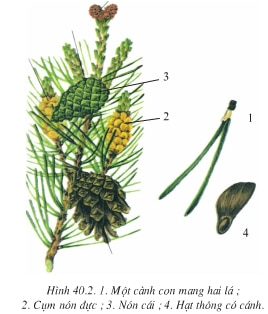 3
2
1
4
Hình 40.2. 1. Một cành con mang hai lá ;
2. Cụm nón đực ; 3. Nón cái ; 4. Hạt thông có cánh.